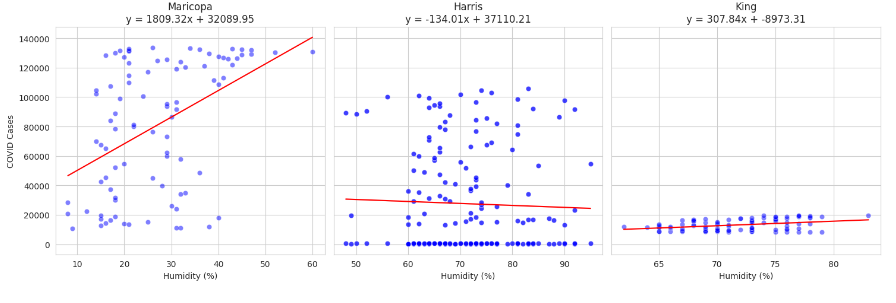 Maricopa
y = 1809.32x + 32089.95
Harris
y = -134.01x + 37110.21
King
y = 307.84x + -8973.31
COVID Cases
140000
120000
100000
80000
60000
40000
20000
0
10 20 30 40 50 60
50 60 70 80 90
65 70 75 80
Humidity (%)
Humidity (%)
Humidity (%)